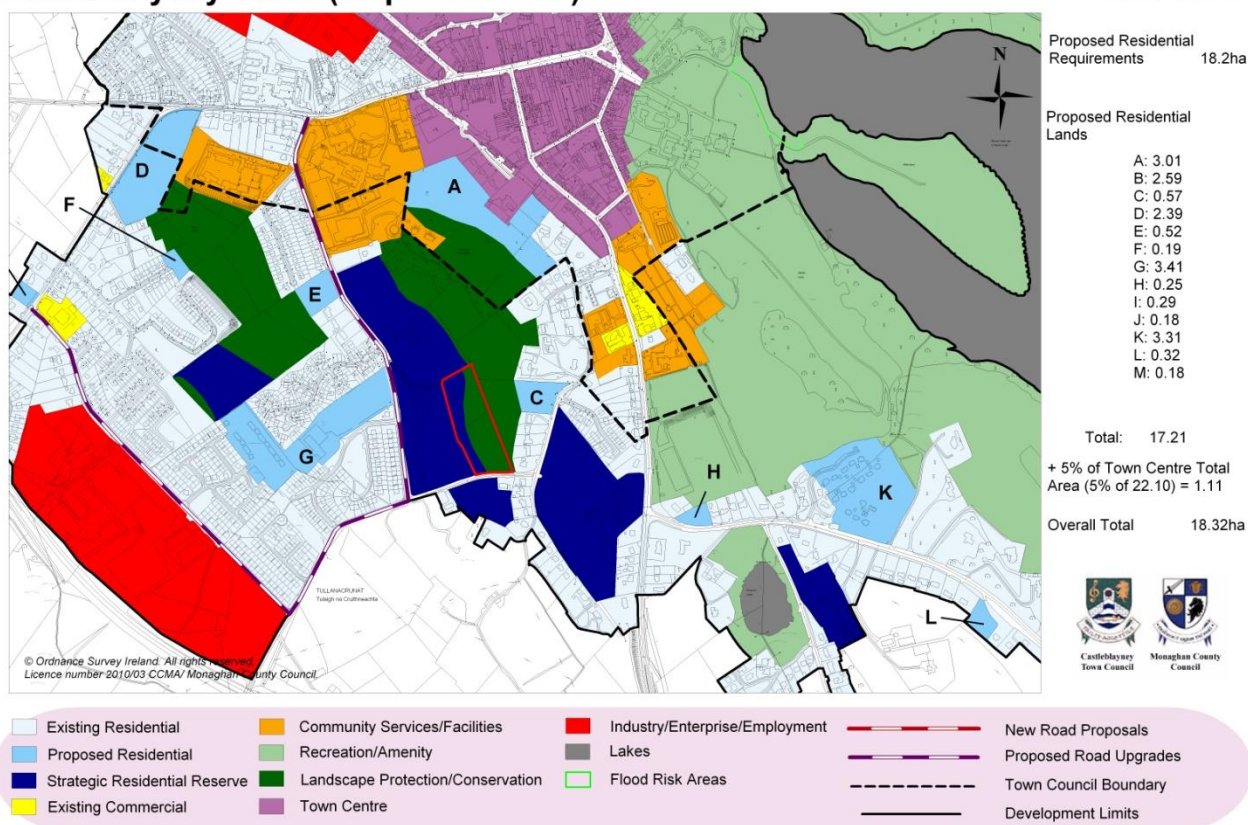 N
D
A
F
E
C
G
H
K
L
TULLANACRUNAT
Tulaigh na Cruithneachta
© Ordnance Survey Ireland. All rights reserved
Licence number 2010/03 CCMA/ Monaghan County Council
Proposed Residential
Requirements 18.2ha
Proposed Residential
Lands
A: 3.01
B: 2.59
C: 0.57
D: 2.39
E: 0.52
F: 0.19
G: 3.41
H: 0.25
I: 0.29
J: 0.18
K: 3.31
L: 0.32
M: 0.18
Total: 17.21
+ 5% of Town Centre Total
Area (5% of 22.10) = 1.11
Overall Total 18.32ha
Castleblayney
Town Council
Monaghan County
Council
Existing Residential
Proposed Residential
Strategic Residential Reserve
Existing Commercial
Community Services/Facilities
Recreation/Amenity
Landscape Protection/Conservation
Town Centre
Industry/Enterprise/Employment
Lakes
Flood Risk Areas
New Road Proposals
Proposed Road Upgrades
Town Council Boundary
Development Limits